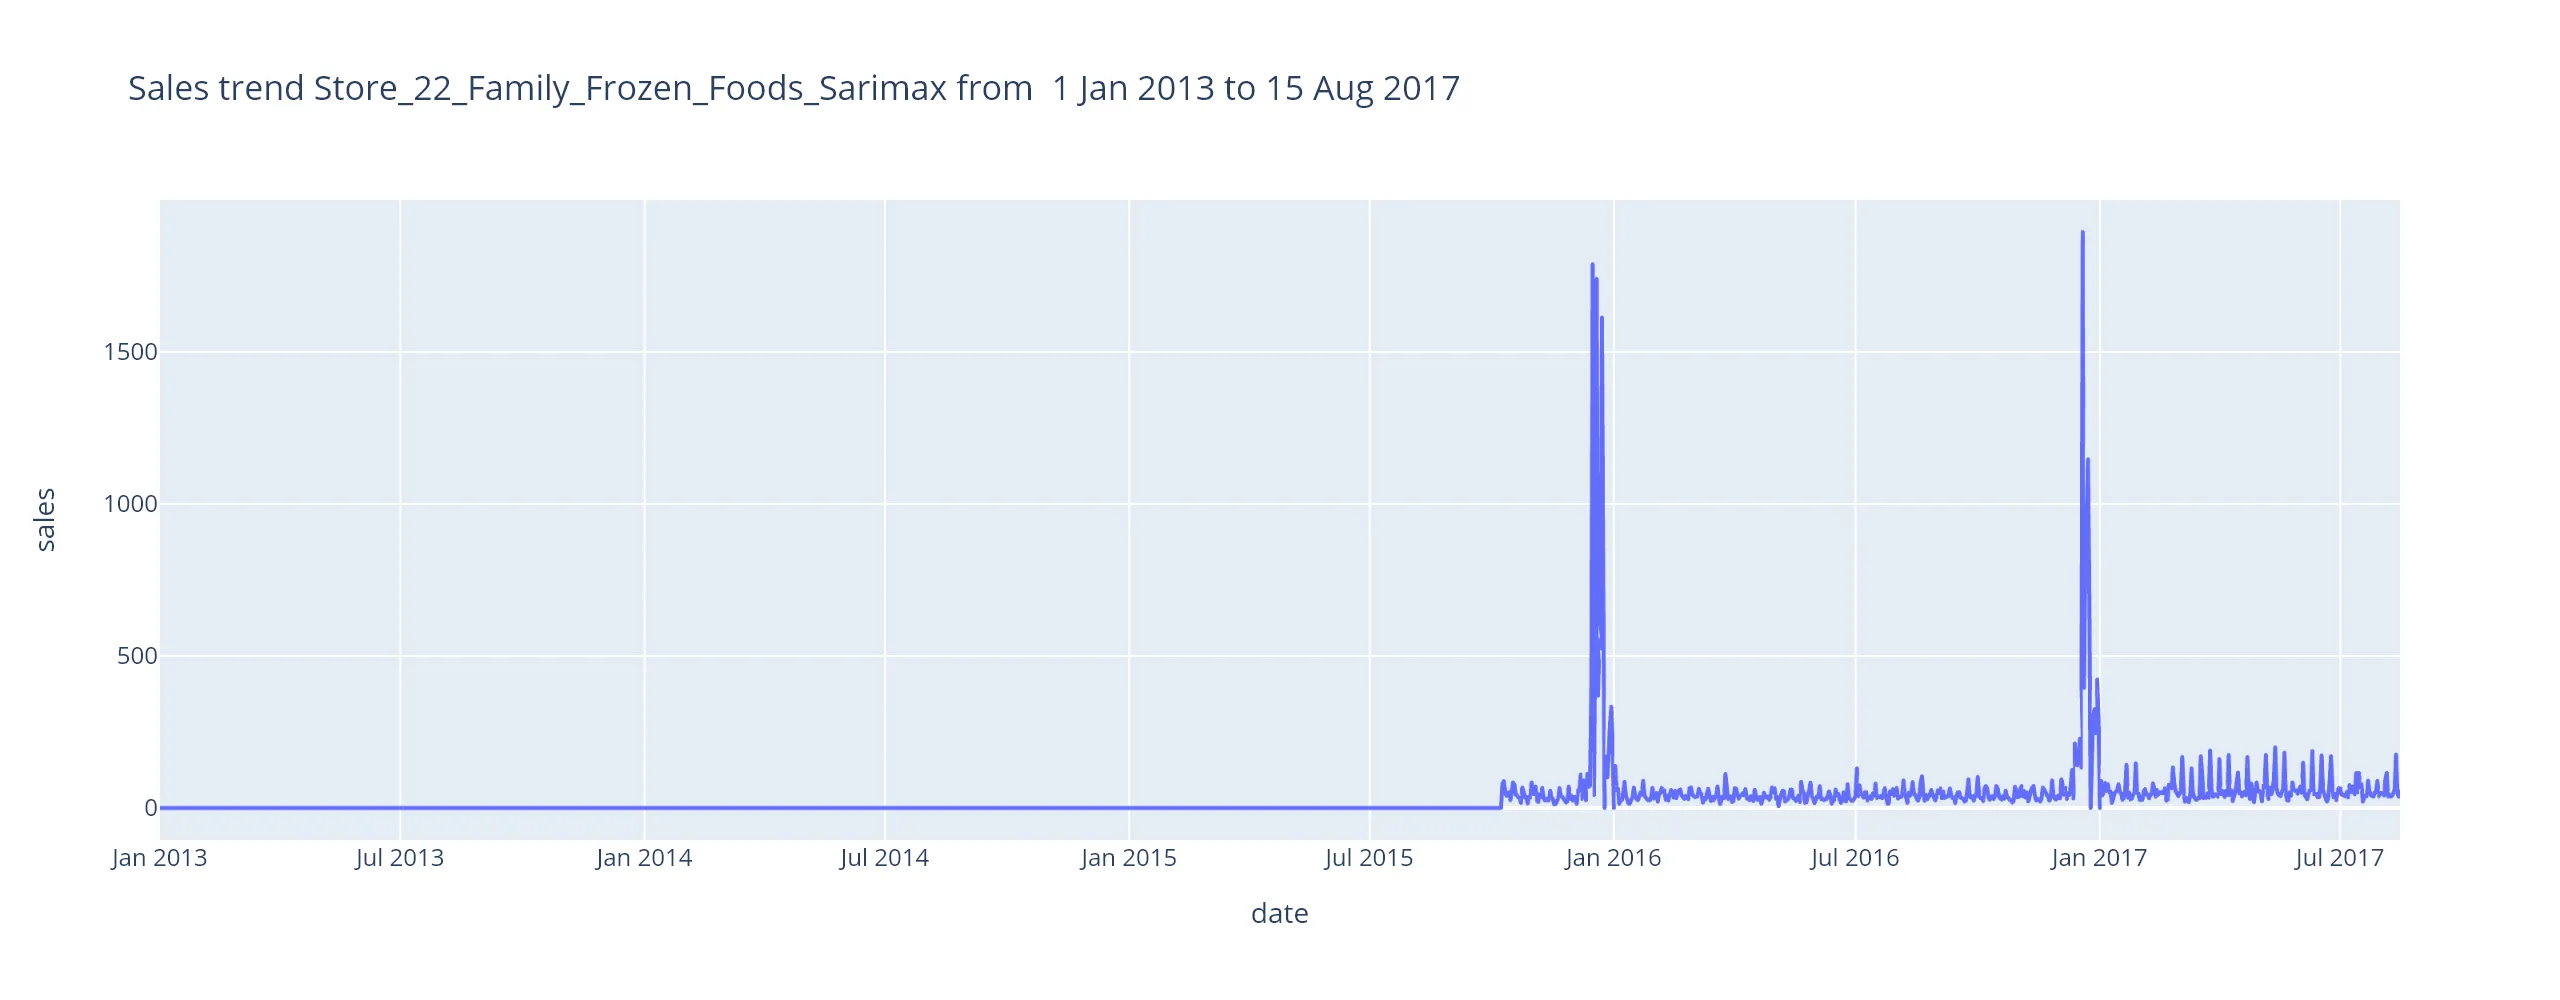 Sales trend Store_22_Family_Frozen_Foods_Sarimax from  1 Jan 2013 to 15 Aug 2017
1500
1000
500
0
sales
Jan 2013 Jul 2013 Jan 2014 Jul 2014 Jan 2015 Jul 2015 Jan 2016 Jul 2016 Jan 2017 Jul 2017
date